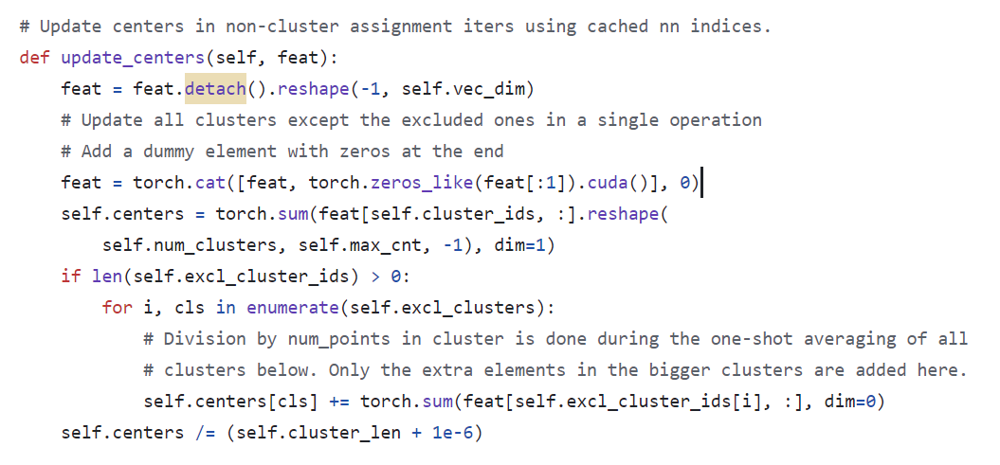 # Update centers in non-cluster assignment iters using cached nn indices.
def update_centers(self, feat):
    feat = feat.detach().reshape(-1, self.vec_dim)
    # Update all clusters except the excluded ones in a single operation
    # Add a dummy element with zeros at the end
    feat = torch.cat([feat, torch.zeros_like(feat[:1]).cuda()], 0)
    self.centers = torch.sum(feat[self.cluster_ids, :].reshape(
        self.num_clusters, self.max_cnt, -1), dim=1)
    if len(self.excl_cluster_ids) > 0:
        for i, cls in enumerate(self.excl_clusters):
            # Division by num_points in cluster is done during the one-shot averaging of all
            # clusters below. Only the extra elements in the bigger clusters are added here.
            self.centers[cls] += torch.sum(feat[self.excl_cluster_ids[i], :], dim=0)
    self.centers /= (self.cluster_len + 1e-6)